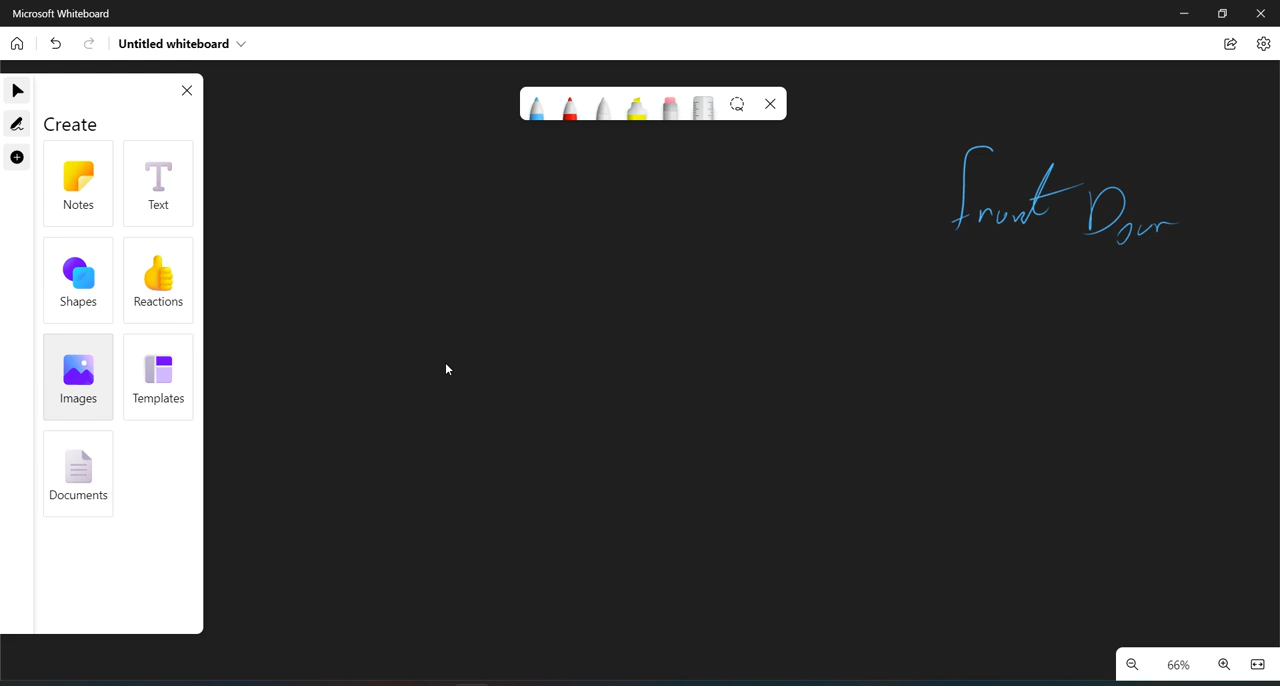 Microsoft Whiteboard
Untitled whiteboard
Create
Notes
Text
Shapes
Reactions
Images
Templates
Documents
Front Door
66%